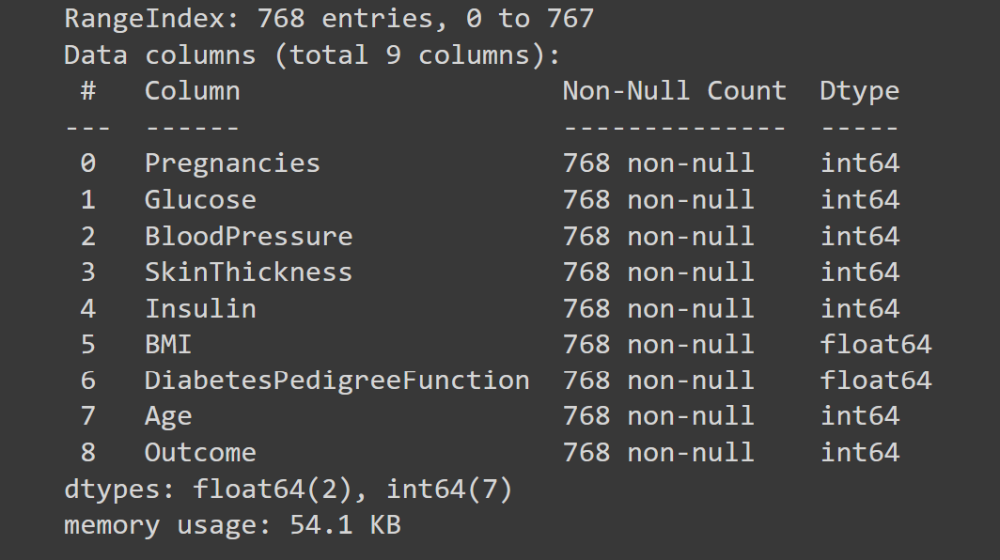 RangeIndex: 768 entries, 0 to 767
Data columns (total 9 columns):
 #   Column                    Non-Null Count  Dtype
---  ------                    --------------  -----
 0   Pregnancies               768 non-null    int64
 1   Glucose                   768 non-null    int64
 2   BloodPressure             768 non-null    int64
 3   SkinThickness             768 non-null    int64
 4   Insulin                   768 non-null    int64
 5   BMI                       768 non-null    float64
 6   DiabetesPedigreeFunction  768 non-null    float64
 7   Age                       768 non-null    int64
 8   Outcome                   768 non-null    int64
dtypes: float64(2), int64(7)
memory usage: 54.1 KB